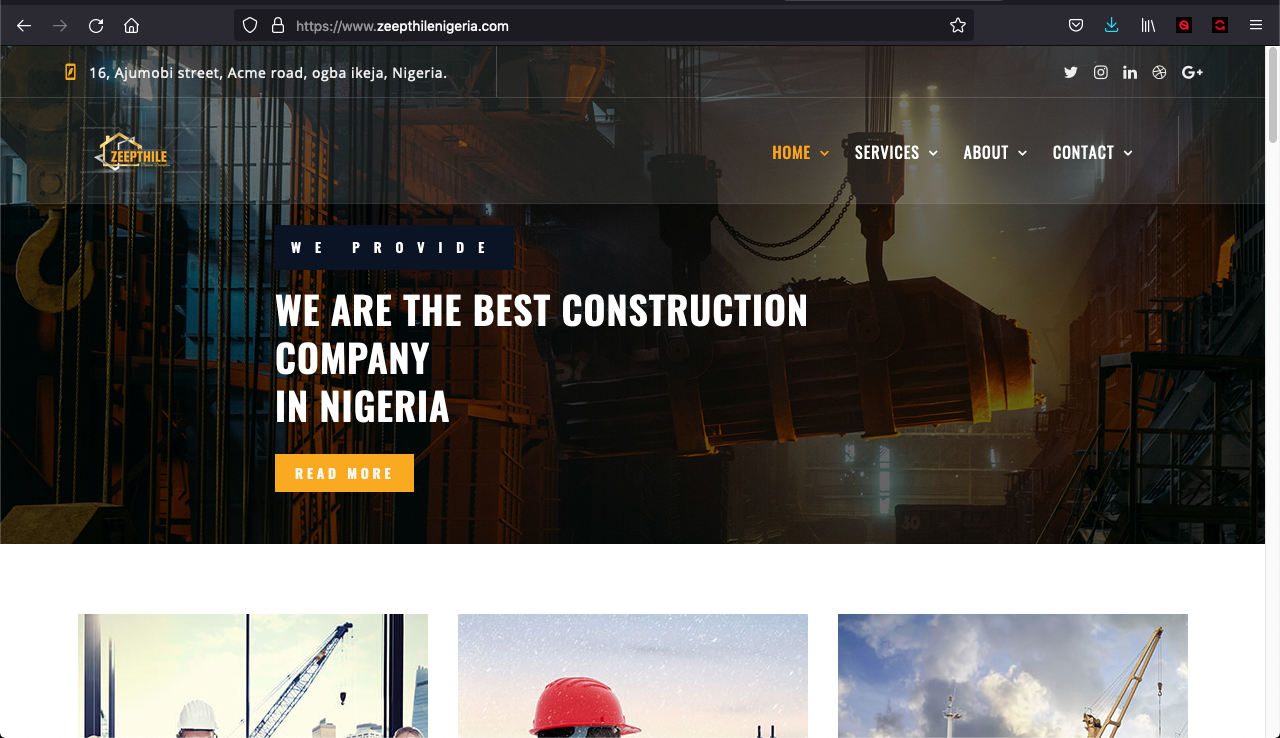 https://www.zeepthilenigeria.com
16, Ajumobi street, Acme road, ogba ikeja, Nigeria.
ZEEPTHILE
HOME
SERVICES
ABOUT
CONTACT
WE PROVIDE
WE ARE THE BEST CONSTRUCTION
COMPANY
IN NIGERIA
READ MORE